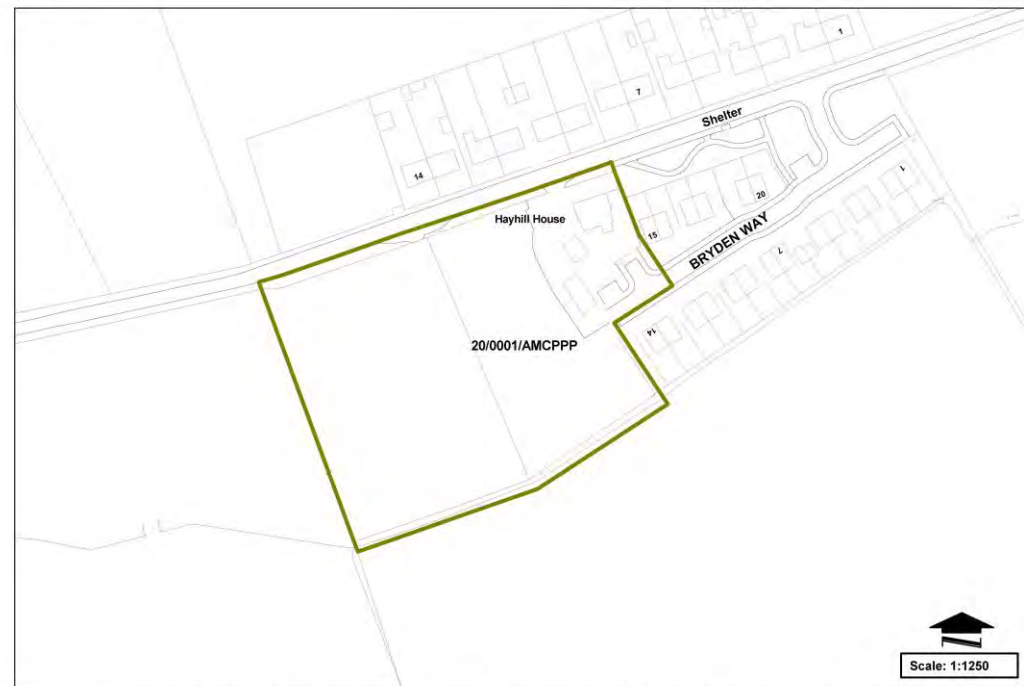 1
7
Shelter
14
Hayhill House
20
15
BRYDEN WAY
1
7
14
20/0001/AMCPPP
N
Scale: 1:1250